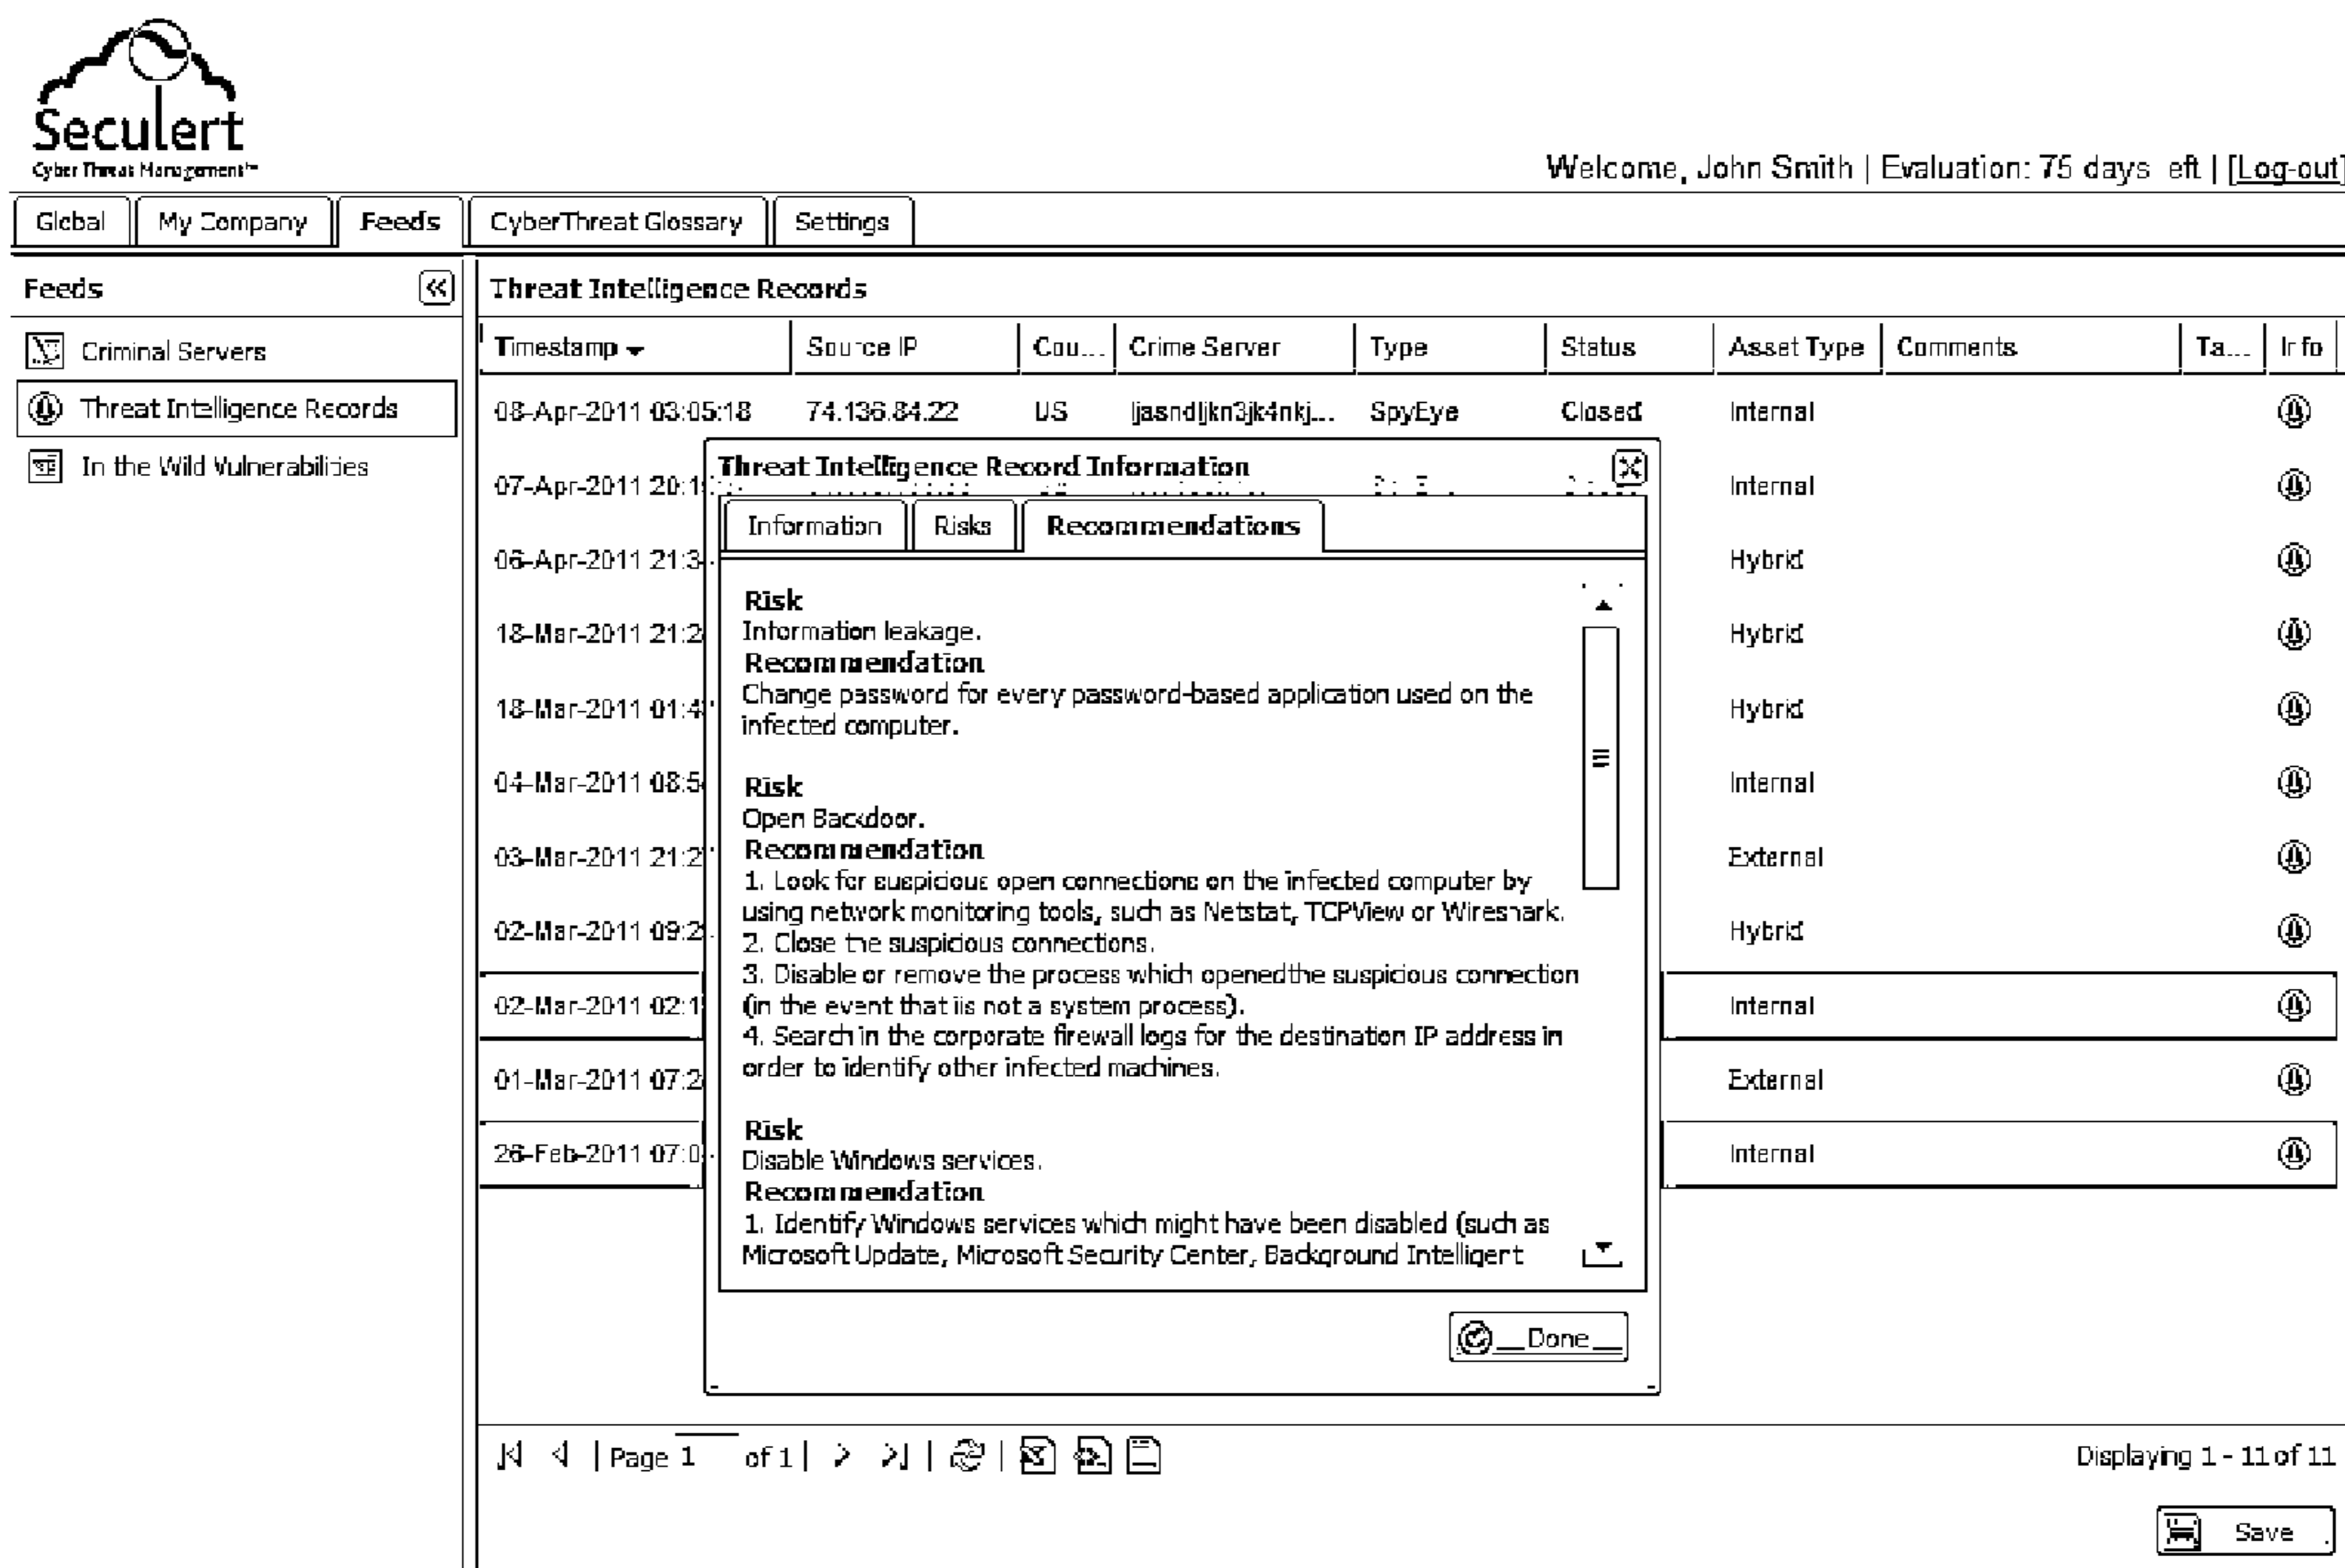 Seculert
Cyber Threat Management™
Welcome, John Smith | Evaluation: 75 days left | [Log-out]
Global My Company Feeds CyberThreat Glossary Settings
Feeds
Criminal Servers
Threat Intelligence Records
In the Wild Vulnerabilities
Threat Intelligence Records
Timestamp Source IP Cou... Crime Server Type Status Asset Type Comments Ta... Info
08-Apr-2011 03:05:18 74.136.84.22 US SpyEye Closed Internal
07-Apr-2011 20:1 Internal
06-Apr-2011 21:3 Hybrid
18-Mar-2011 21:2 Hybrid
18-Mar-2011 01:4 Hybrid
04-Mar-2011 08:5 Internal
03-Mar-2011 21:2 External
02-Mar-2011 09:2 Hybrid
02-Mar-2011 02:1 Internal
01-Mar-2011 07:2 External
26-Feb-2011 07:0 Internal
Threat Intelligence Record Information
Information Risks Recommendations
Risk
Information leakage.
Recommendation
Change password for every password-based application used on the
infected computer.
Risk
Open Backdoor.
Recommendation
1. Look for suspicious open connections on the infected computer by
using network monitoring tools, such as Netstat, TCPView or Wireshark.
2. Close the suspicious connections.
3. Disable or remove the process which openedthe suspicious connection
(in the event that iis not a system process).
4. Search in the corporate firewall logs for the destination IP address in
order to identify other infected machines.
Risk
Disable Windows services.
Recommendation
1. Identify Windows services which might have been disabled (such as
Microsoft Update, Microsoft Security Center, Background Intelligent
Done
Page 1 of 1
Displaying 1 - 11 of 11
Save